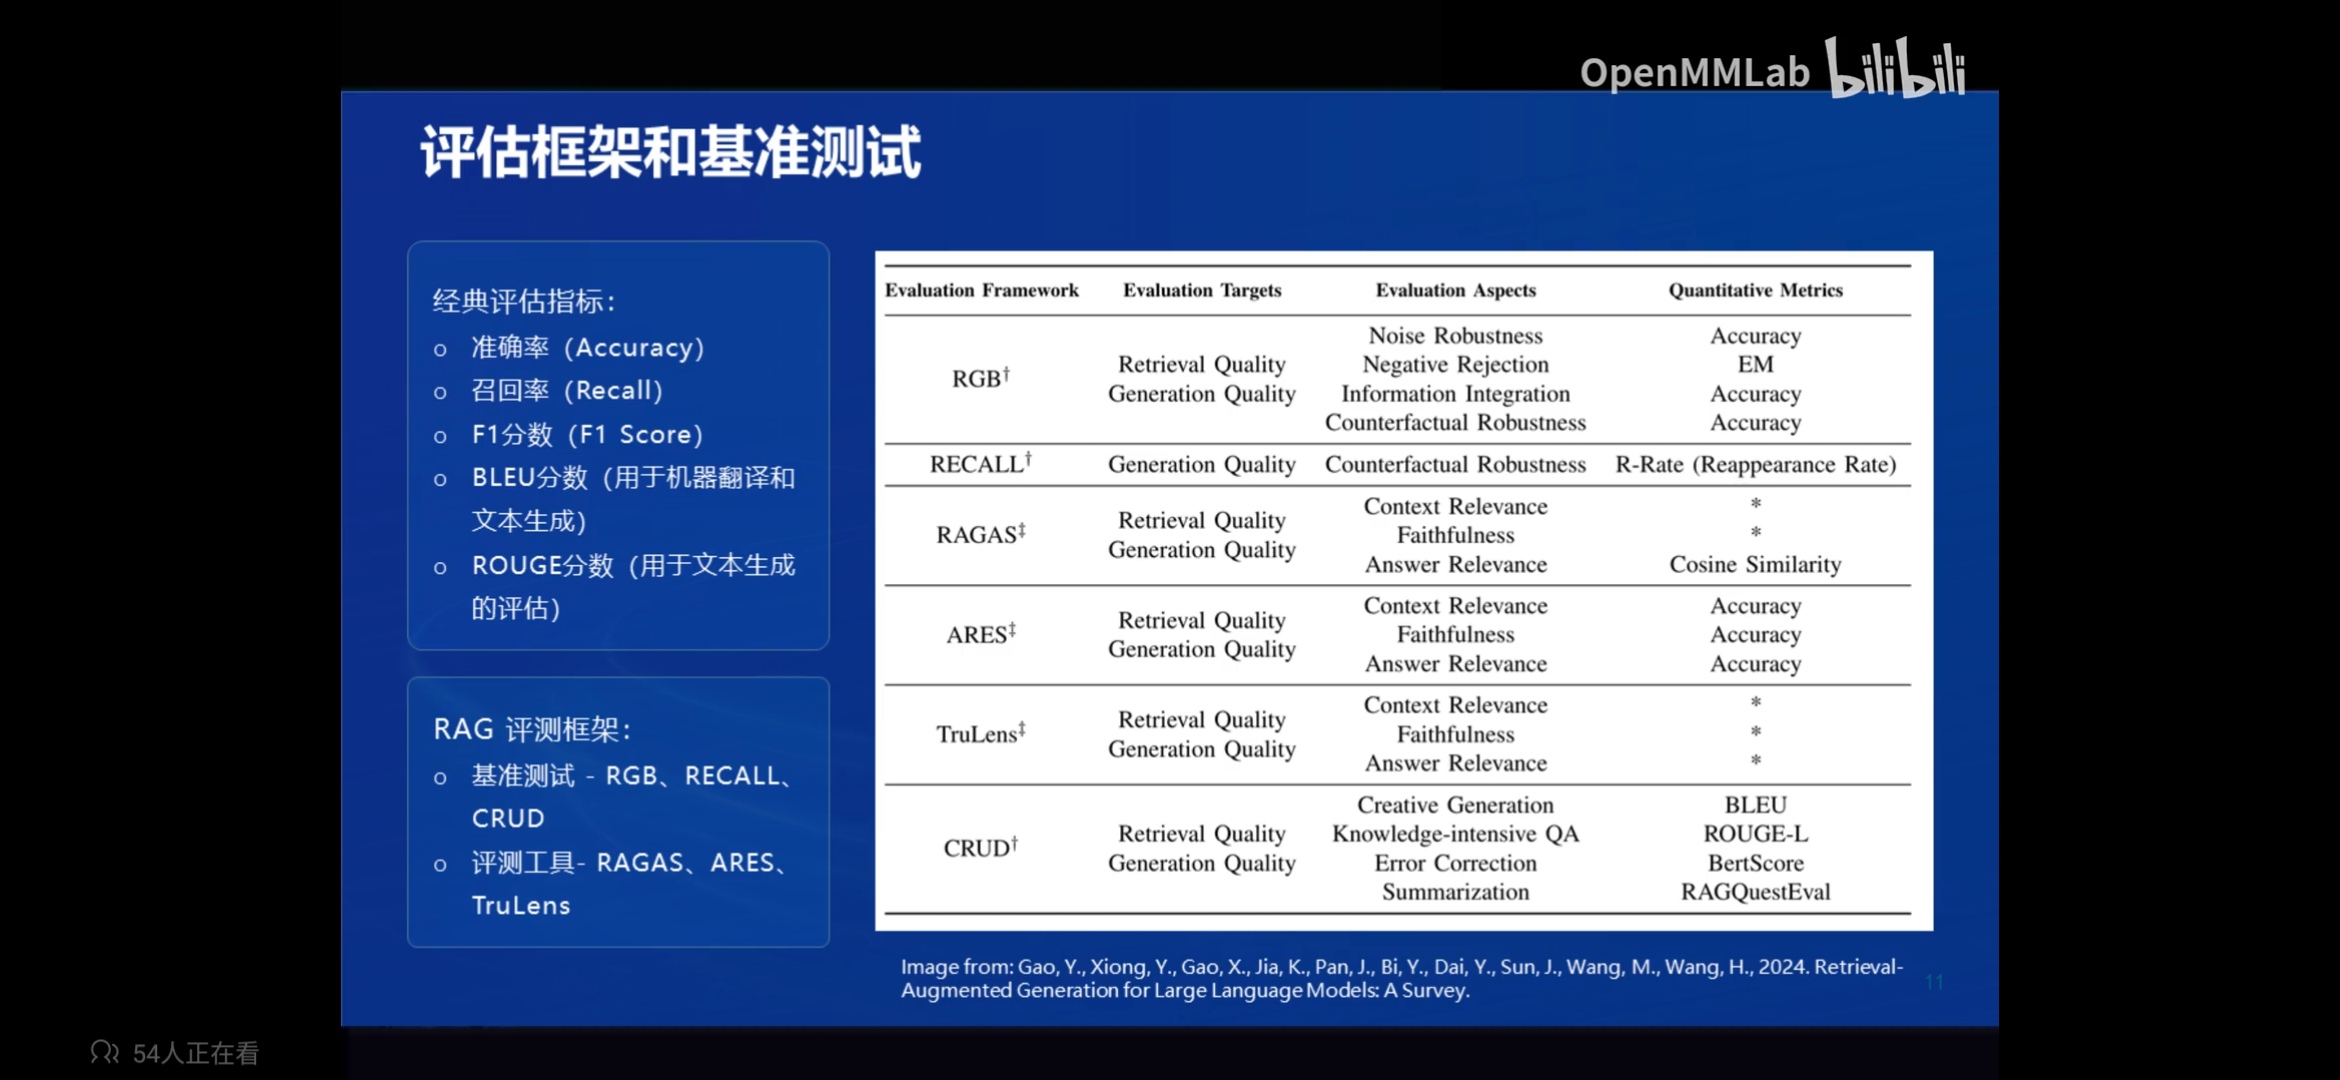 OpenMMLab bilibili
评估框架和基准测试
经典评估指标：
o 准确率（Accuracy）
o 召回率（Recall）
o F1分数（F1 Score）
o BLEU分数（用于机器翻译和
文本生成）
o ROUGE分数（用于文本生成
的评估）
RAG 评测框架：
o 基准测试 - RGB、RECALL、
CRUD
o 评测工具- RAGAS、ARES、
TruLens
Evaluation Framework Evaluation Targets Evaluation Aspects Quantitative Metrics
RGB†
Retrieval Quality
Generation Quality
Noise Robustness Accuracy
Negative Rejection EM
Information Integration Accuracy
Counterfactual Robustness Accuracy
RECALL† Generation Quality Counterfactual Robustness R-Rate (Reappearance Rate)
RAGAS‡
Retrieval Quality
Generation Quality
Context Relevance *
Faithfulness *
Answer Relevance Cosine Similarity
ARES‡
Retrieval Quality
Generation Quality
Context Relevance Accuracy
Faithfulness Accuracy
Answer Relevance Accuracy
TruLens‡
Retrieval Quality
Generation Quality
Context Relevance *
Faithfulness *
Answer Relevance *
CRUD†
Retrieval Quality
Generation Quality
Creative Generation BLEU
Knowledge-intensive QA ROUGE-L
Error Correction BertScore
Summarization RAGQuestEval
Image from: Gao, Y., Xiong, Y., Gao, X., Jia, K., Pan, J., Bi, Y., Dai, Y., Sun, J., Wang, M., Wang, H., 2024. Retrieval-
Augmented Generation for Large Language Models: A Survey.
11
54人正在看